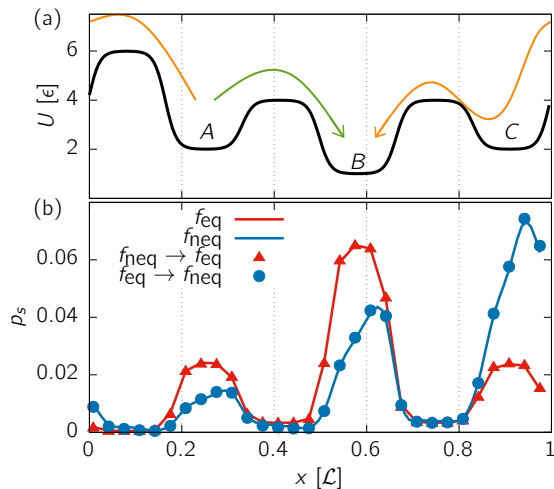 (a)
6
4
2
U [ϵ]
A
B
C
(b)
f_eq
f_neq
f_neq → f_eq
f_eq → f_neq
0.06
0.04
0.02
0
p_s
0 0.2 0.4 0.6 0.8 1
x [ℒ]